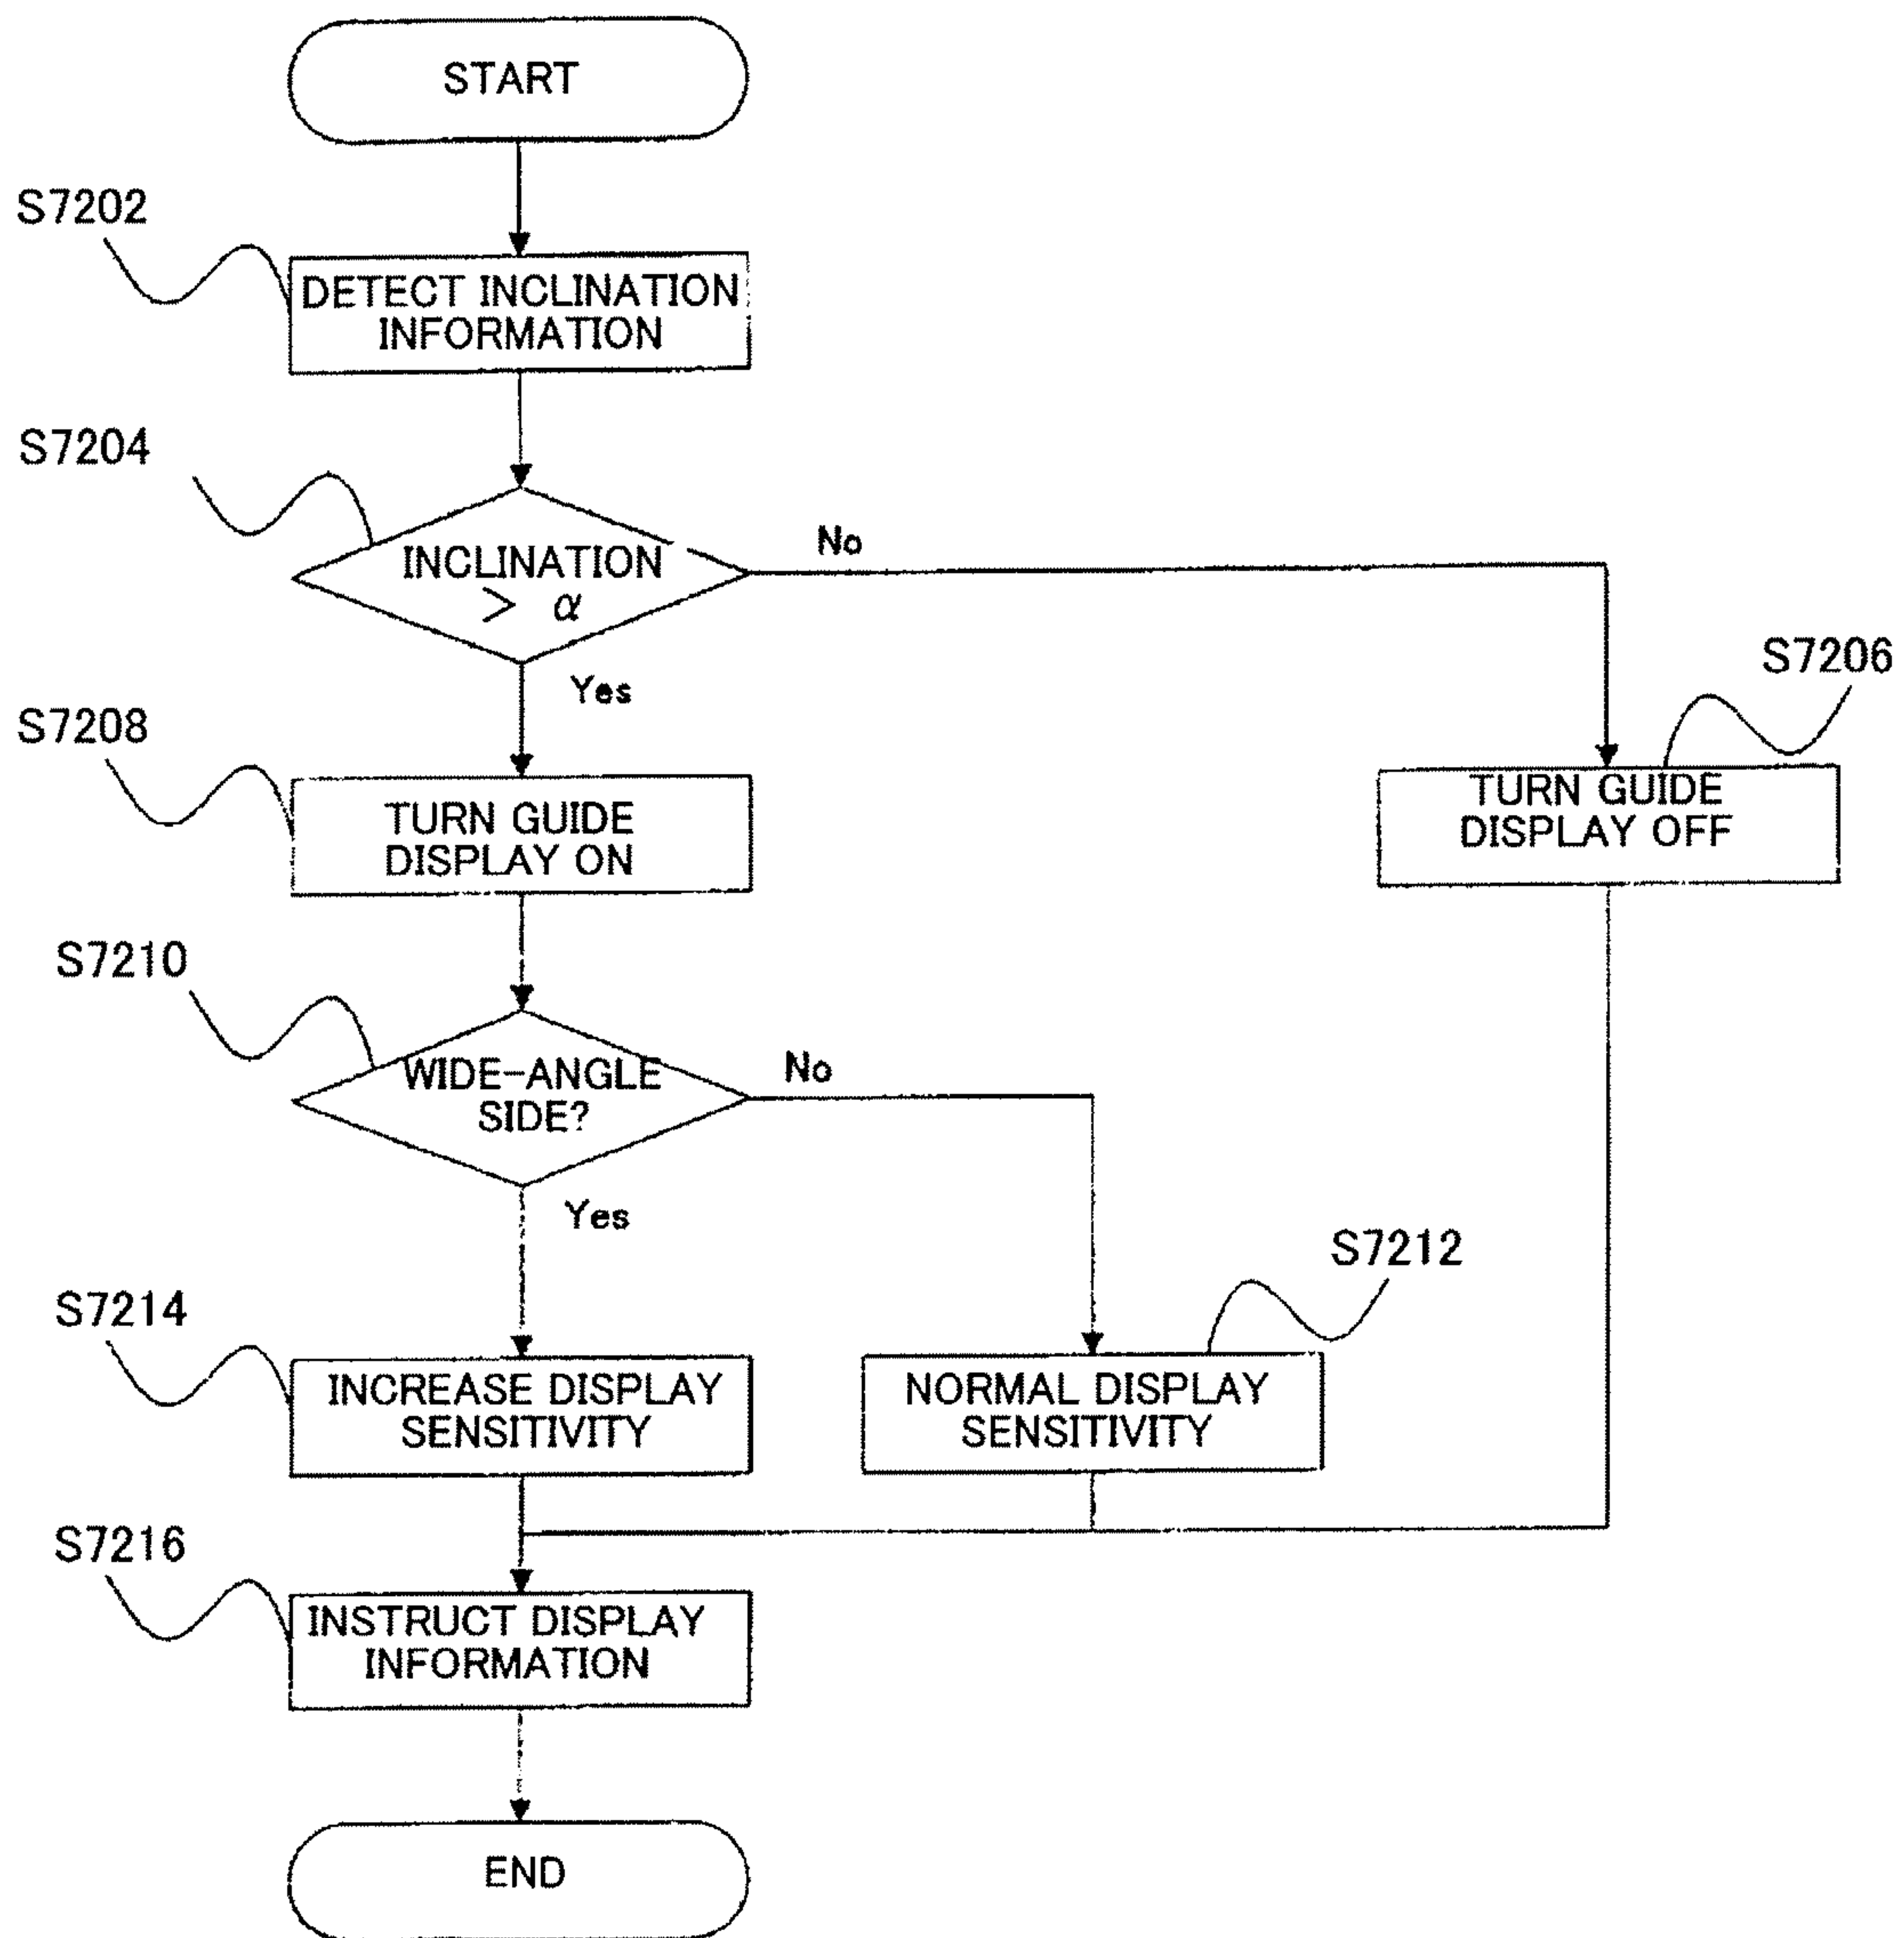 START
S7202
DETECT INCLINATION
INFORMATION
S7204
INCLINATION
> α
No
Yes
S7206
TURN GUIDE
DISPLAY OFF
S7208
TURN GUIDE
DISPLAY ON
S7210
WIDE-ANGLE
SIDE?
No
Yes
S7212
NORMAL DISPLAY
SENSITIVITY
S7214
INCREASE DISPLAY
SENSITIVITY
S7216
INSTRUCT DISPLAY
INFORMATION
END